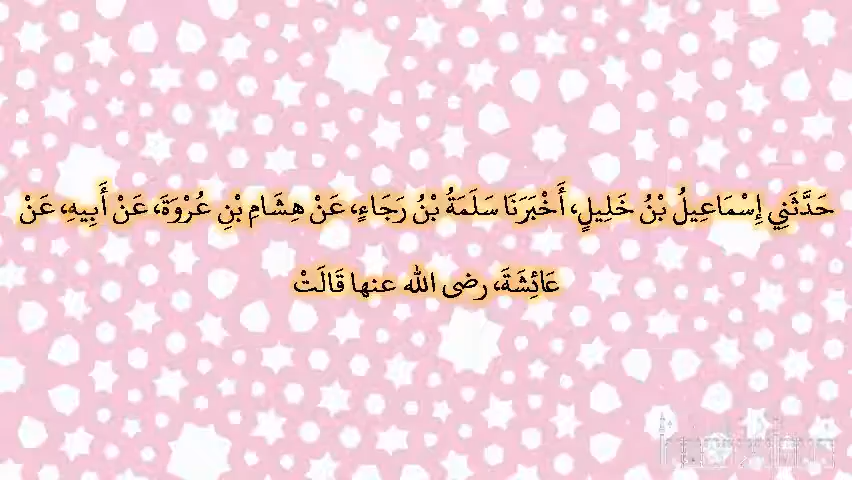 حَدَّثَنِي إِسْمَاعِيلُ بْنُ خَلِيلٍ، أَخْبَرَنَا سَلَمَةُ بْنُ رَجَاءٍ، عَنْ هِشَامِ بْنِ عُرْوَةَ، عَنْ أَبِيهِ، عَنْ
عَائِشَةَ، رضى الله عنها قَالَتْ